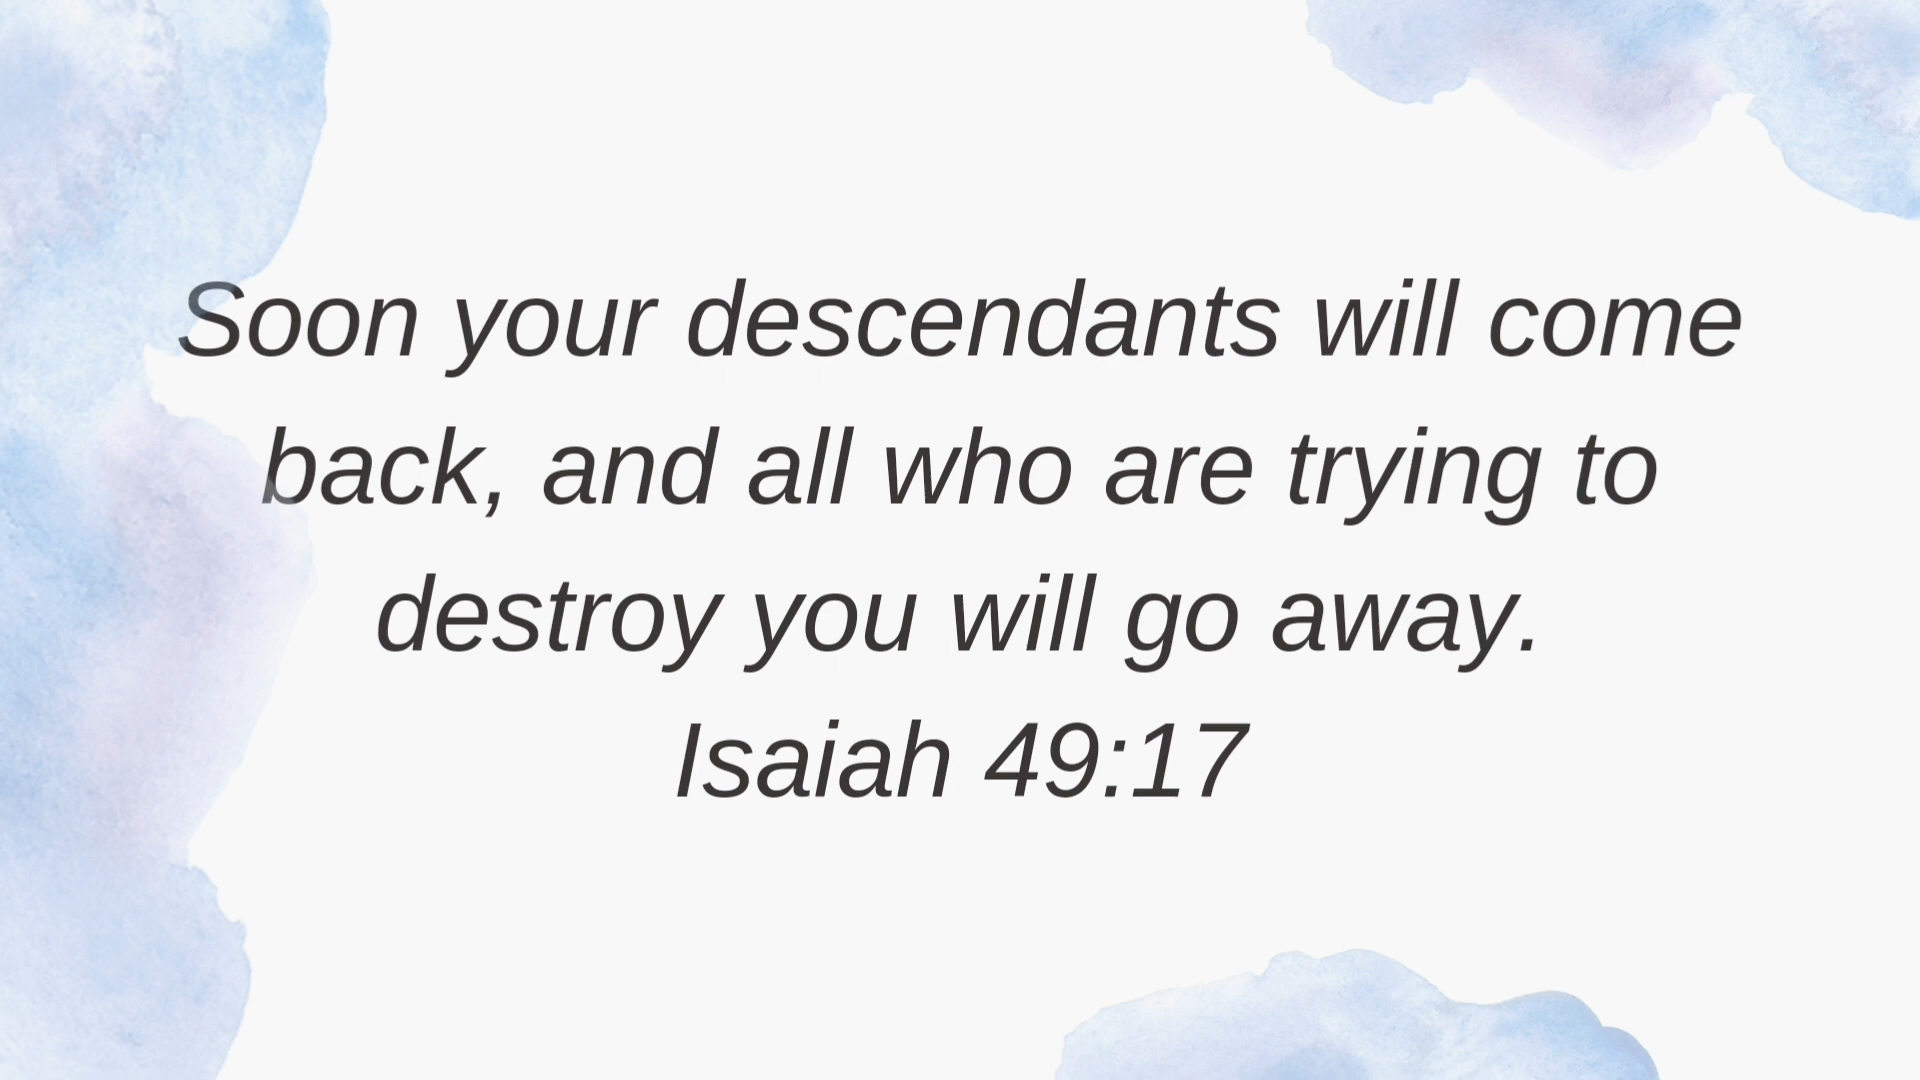 Soon your descendants will come
back, and all who are trying to
destroy you will go away.
Isaiah 49:17